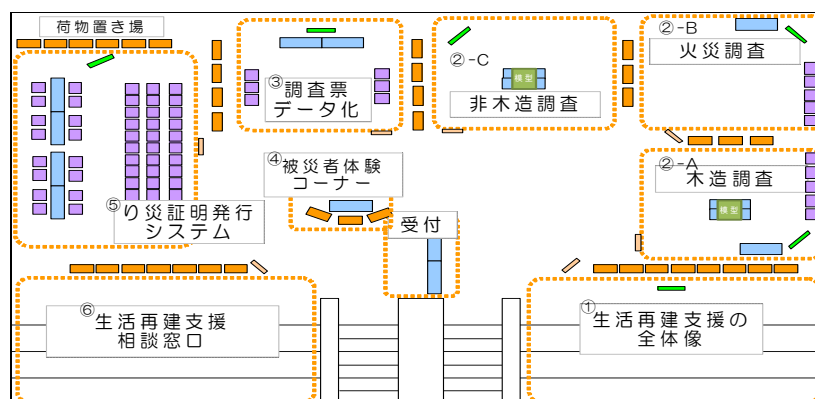 荷物置き場
②-B
火災調査
②-C
模型
非木造調査
③調査票
データ化
②-A
木造調査
模型
④被災者体験
コーナー
⑤り災証明発行
システム
受付
⑥生活再建支援
相談窓口
①生活再建支援の
全体像